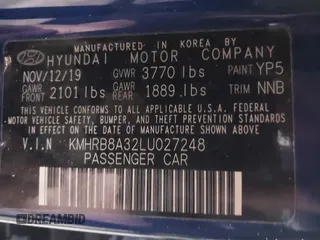 MANUFACTURED IN KOREA BY
HYUNDAI MOTOR COMPANY
NOV/12/19 GVWR 3770 lbs PAINT YP5
GAWR FRONT 2101 lbs GAWR REAR 1889 lbs TRIM NNB
THIS VEHICLE CONFORMS TO ALL APPLICABLE
U.S. FEDERAL MOTOR VEHICLE SAFETY,
BUMPER, AND THEFT PREVENTION STANDARDS
IN EFFECT ON THE DATE OF MANUFACTURE
SHOWN ABOVE.
V.I.N KMHRB8A32LU027248
PASSENGER CAR
DREAMBID